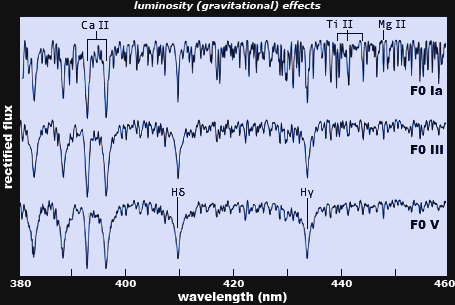 luminosity (gravitational) effects
Ca II
Ti II
Mg II
F0 Ia
F0 III
Hδ
Hγ
F0 V
rectified flux
380 400 420 440 460
wavelength (nm)